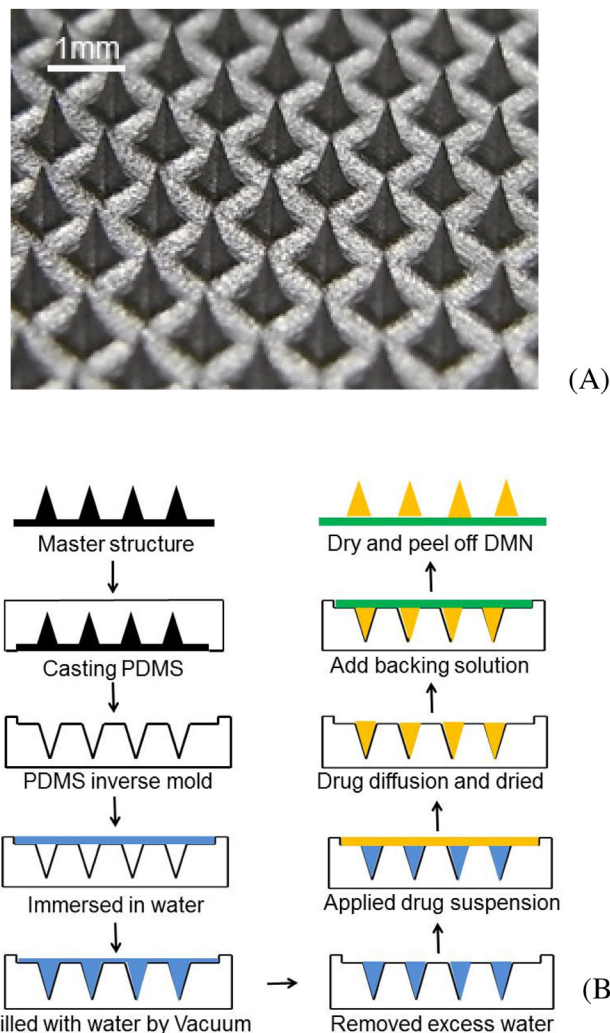 1mm
(A)
Master structure
Casting PDMS
PDMS inverse mold
Immersed in water
illed with water by Vacuum
Removed excess water
Applied drug suspension
Drug diffusion and dried
Add backing solution
Dry and peel off DMN
(B